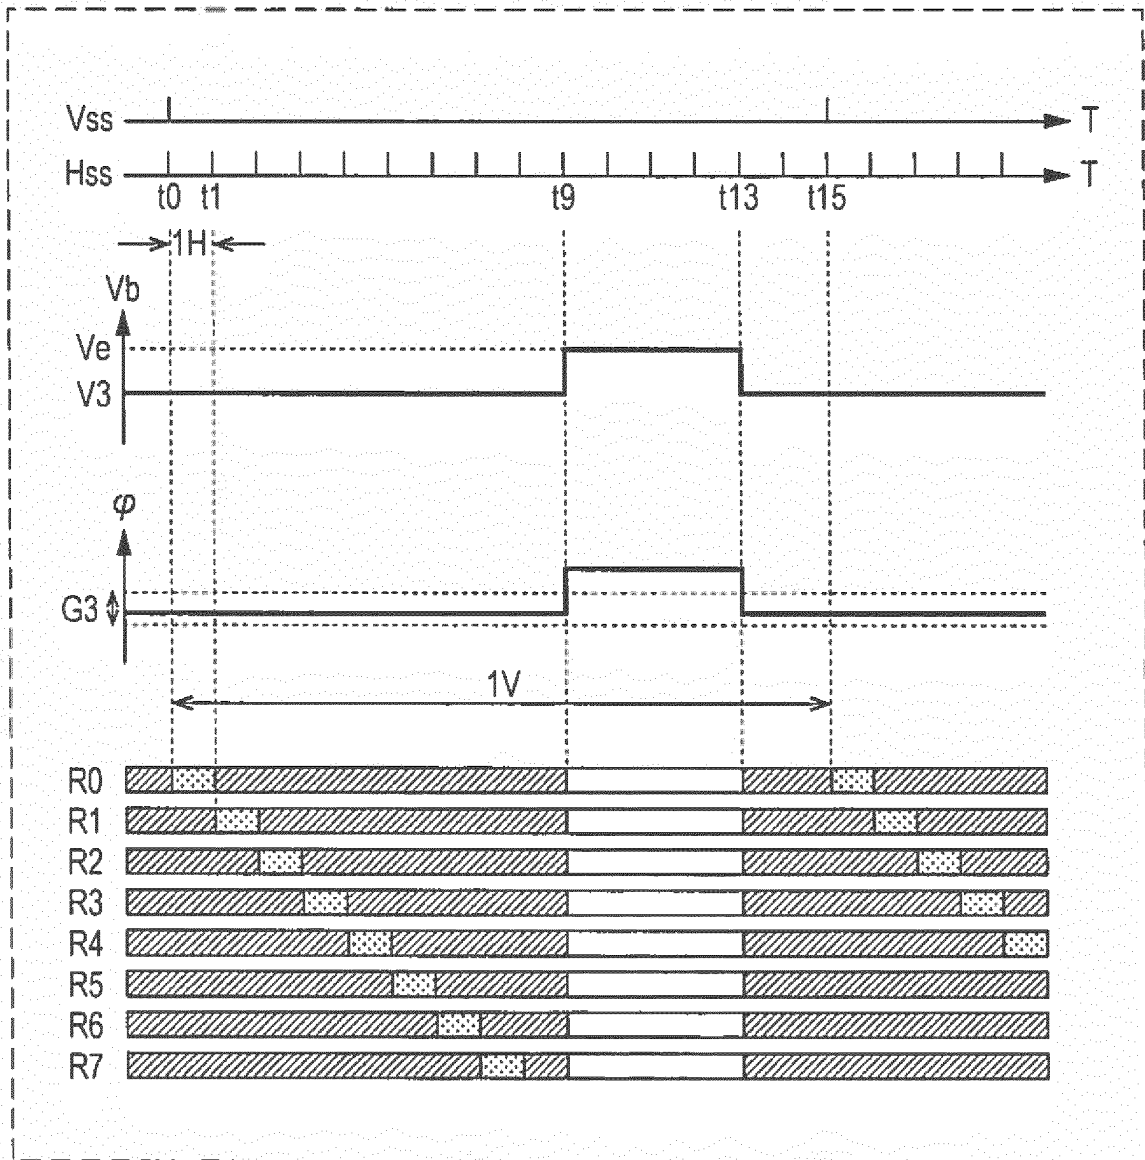 Vss T
Hss T
t0 t1 t9 t13 t15
1H
Vb
Ve
V3
φ
G3
1V
R0
R1
R2
R3
R4
R5
R6
R7